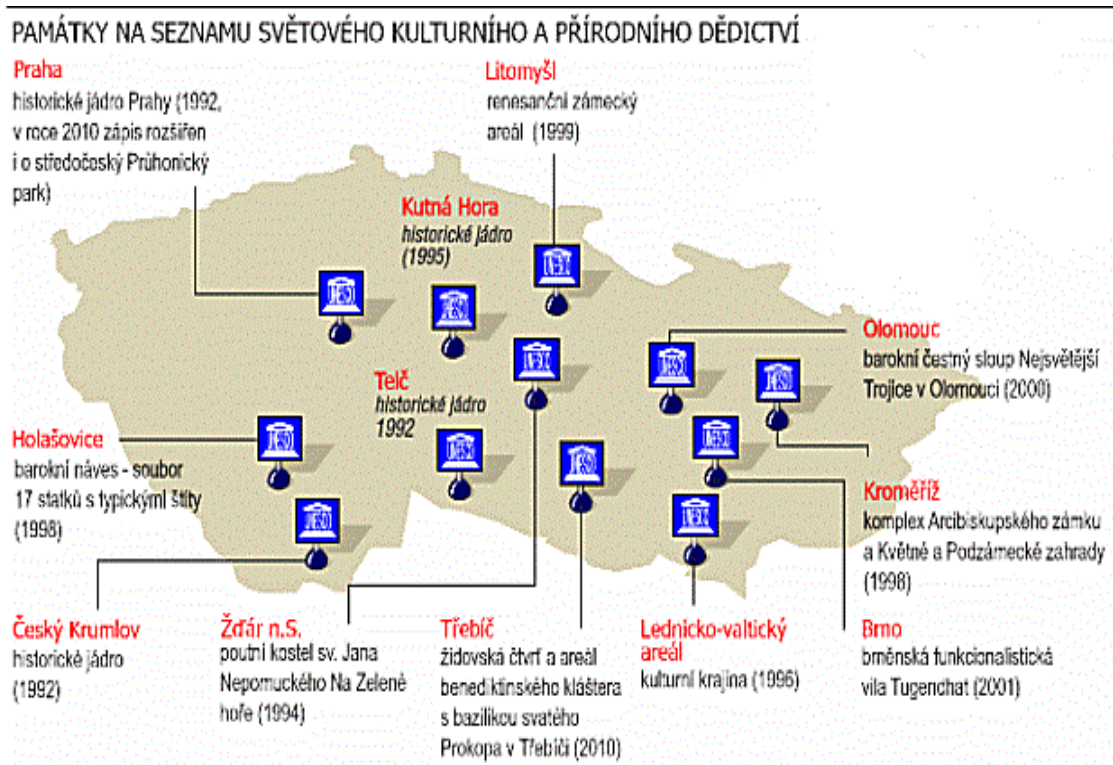 PAMÁTKY NA SEZNAMU SVĚTOVÉHO KULTURNÍHO A PŘÍRODNÍHO DĚDICTVÍ
Praha
historické jádro Prahy (1992,
v roce 2010 zápis rozšířen
i o středočeský Průhonický
park)
Litomyšl
renesanční zámecký
areál (1999)
Kutná Hora
historické jádro
(1995)
Olomouc
barokní čestný sloup Nejsvětější
Trojice v Olomouci (2000)
Telč
historické jádro
1992
Holašovice
barokní náves - soubor
17 statků s typickými štíty
(1998)
Kroměříž
komplex Arcibiskupského zámku
a Květné a Podzámecké zahrady
(1998)
Český Krumlov
historické jádro
(1992)
Žďár n.S.
poutní kostel sv. Jana
Nepomuckého Na Zelené
hoře (1994)
Třebíč
židovská čtvrť a areál
benediktinského kláštera
s bazilikou svatého
Prokopa v Třebíči (2010)
Lednicko-valtický
areál
kulturní krajina (1996)
Brno
brněnská funkcionalistická
vila Tugenchat (2001)